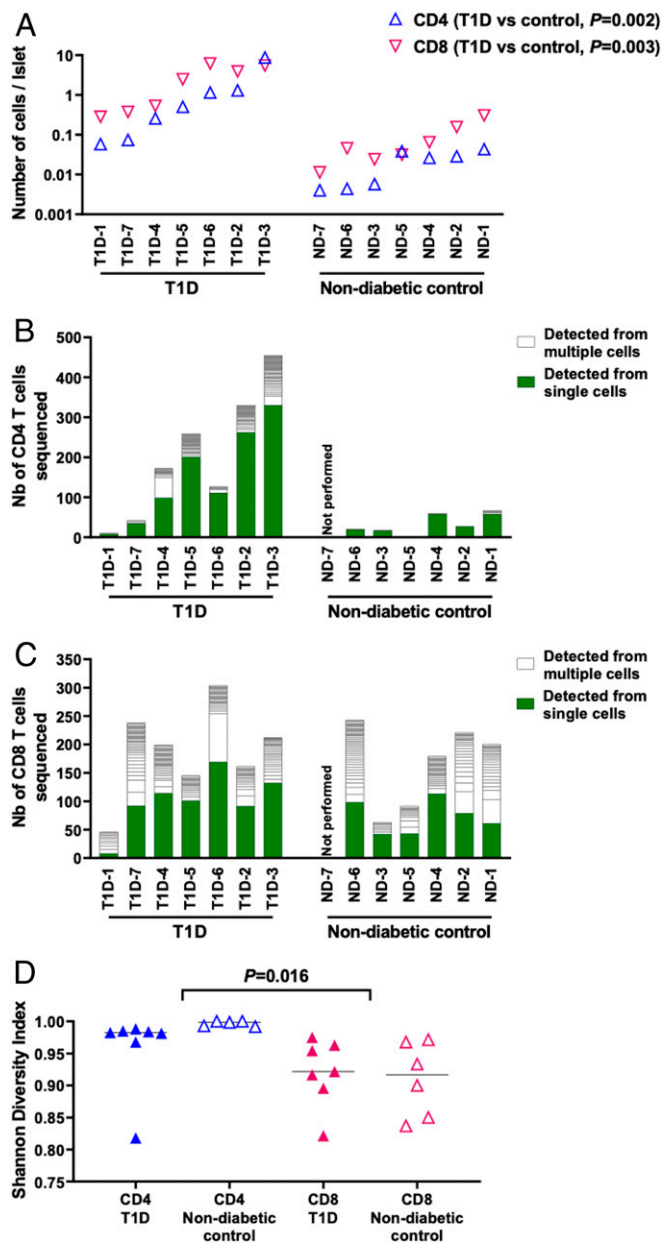 A
CD4 (T1D vs control, P=0.002)
CD8 (T1D vs control, P=0.003)
Number of cells / Islet
10
1
0.1
0.01
0.001
T1D-1
T1D-7
T1D-4
T1D-5
T1D-6
T1D-2
T1D-3
ND-7
ND-6
ND-3
ND-5
ND-4
ND-2
ND-1
T1D
Non-diabetic control
B
Nb of CD4 T cells
sequenced
500
400
300
200
100
0
Not performed
Detected from
multiple cells
Detected from
single cells
T1D-1
T1D-7
T1D-4
T1D-5
T1D-6
T1D-2
T1D-3
ND-7
ND-6
ND-3
ND-5
ND-4
ND-2
ND-1
T1D
Non-diabetic control
C
Nb of CD8 T cells
sequenced
350
300
250
200
150
100
50
0
Not performed
Detected from
multiple cells
Detected from
single cells
T1D-1
T1D-7
T1D-4
T1D-5
T1D-6
T1D-2
T1D-3
ND-7
ND-6
ND-3
ND-5
ND-4
ND-2
ND-1
T1D
Non-diabetic control
D
P=0.016
Shannon Diversity Index
1.00
0.95
0.90
0.85
0.80
0.75
CD4
T1D
CD4
Non-diabetic
control
CD8
T1D
CD8
Non-diabetic
control